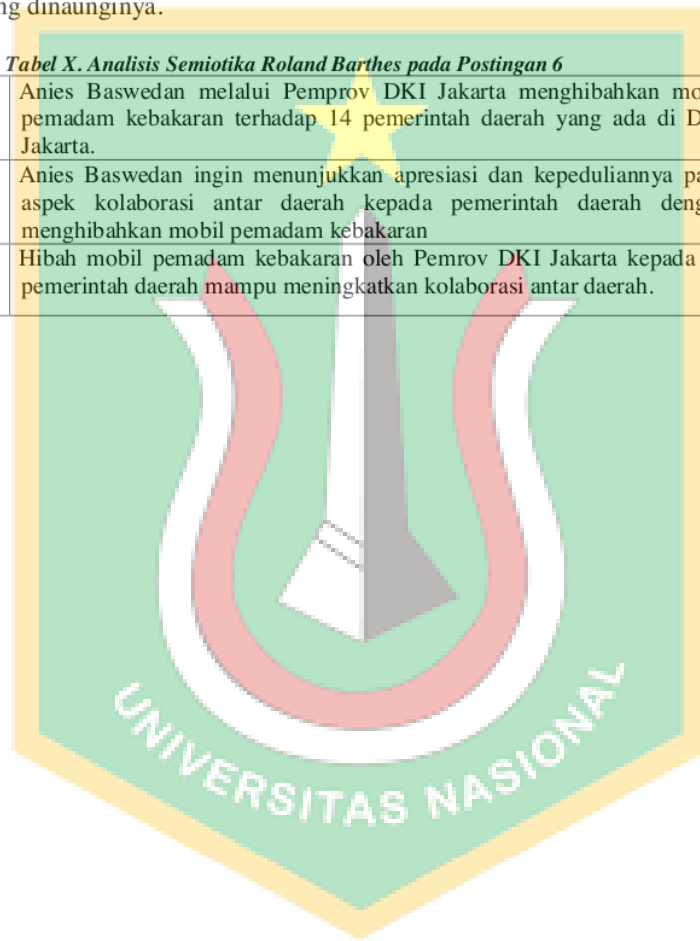 ng dinaunginya.
Tabel X. Analisis Semiotika Roland Barthes pada Postingan 6
Anies Baswedan melalui Pemprov DKI Jakarta menghibahkan mo
pemadam kebakaran terhadap 14 pemerintah daerah yang ada di D
Jakarta.
Anies Baswedan ingin menunjukkan apresiasi dan kepeduliannya pa
aspek kolaborasi antar daerah kepada pemerintah daerah deng
menghibahkan mobil pemadam kebakaran
Hibah mobil pemadam kebakaran oleh Pemrov DKI Jakarta kepada
pemerintah daerah mampu meningkatkan kolaborasi antar daerah.
UNIVERSITAS NASIONAL